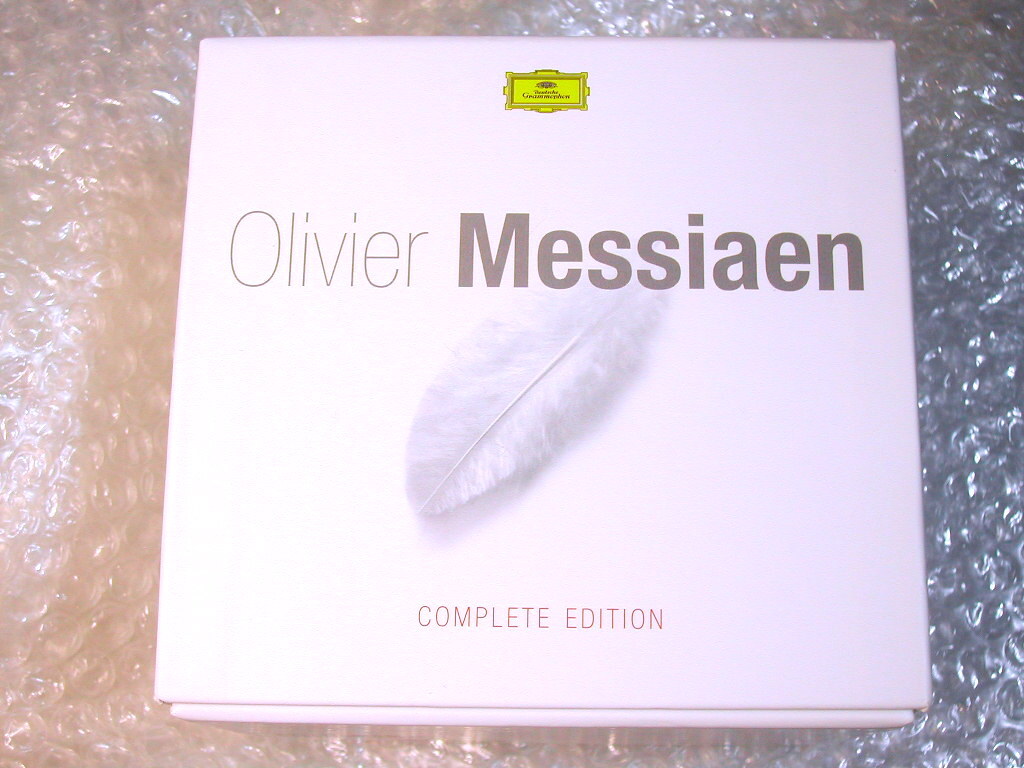 Deutsche
Grammophon
Olivier Messiaen
COMPLETE EDITION